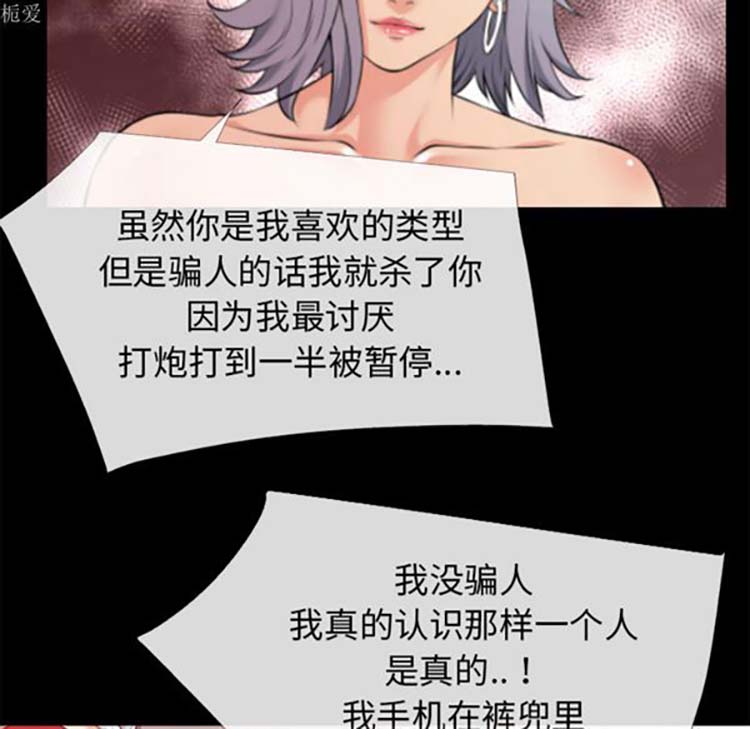 栀爱
虽然你是我喜欢的类型
但是骗人的话我就杀了你
因为我最讨厌
打炮打到一半被暂停...
我没骗人
我真的认识那样一个人
是真的..！
我手机在裤兜里